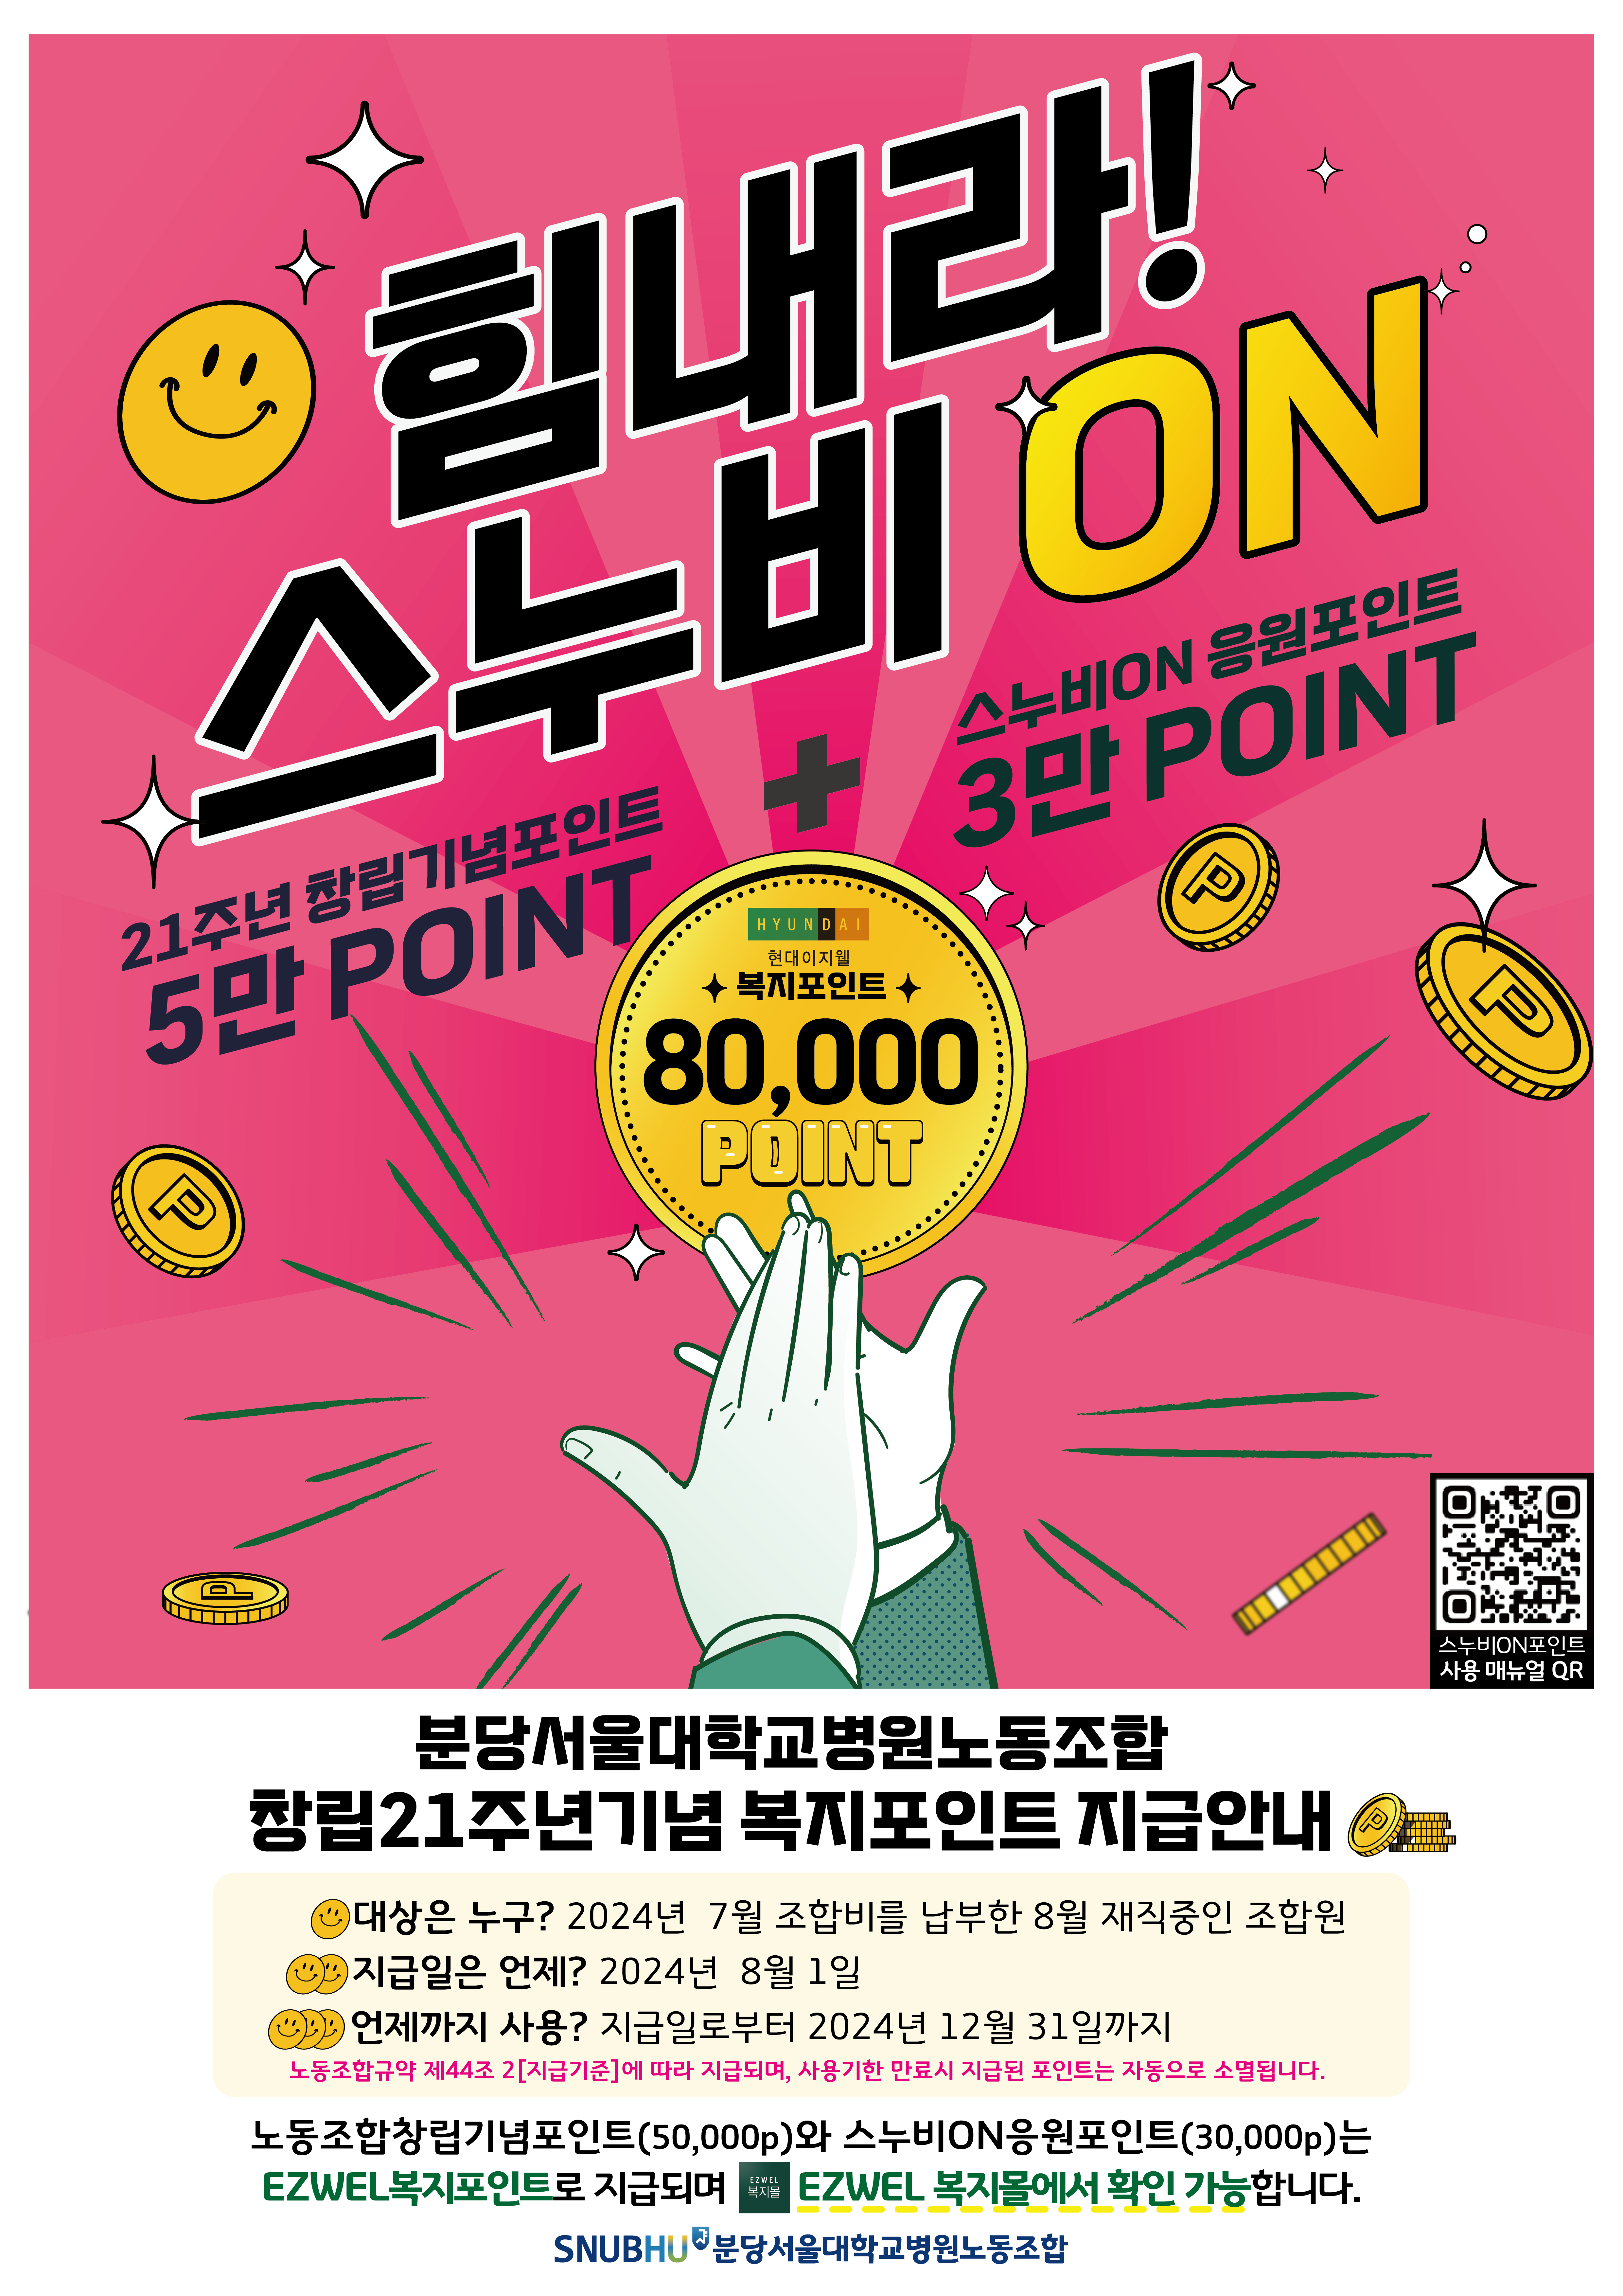 힘내라!
스누비 ON
스누비ON 응원포인트
3만 POINT
+
21주년 창립기념포인트
5만 POINT
HYUNDAI
현대이지웰
복지포인트
80,000
POINT
P
P
P
P
스누비ON포인트
사용 매뉴얼 QR
분당서울대학교병원노동조합
창립21주년기념 복지포인트 지급안내
P
대상은 누구? 2024년 7월 조합비를 납부한 8월 재직중인 조합원
지급일은 언제? 2024년 8월 1일
언제까지 사용? 지급일로부터 2024년 12월 31일까지
노동조합규약 제44조 2[지급기준]에 따라 지급되며, 사용기한 만료시 지급된 포인트는 자동으로 소멸됩니다.
노동조합창립기념포인트(50,000p)와 스누비ON응원포인트(30,000p)는
EZWEL복지포인트로 지급되며 EZWEL 복지몰 EZWEL 복지몰에서 확인 가능합니다.
SNUBHU 분당서울대학교병원노동조합